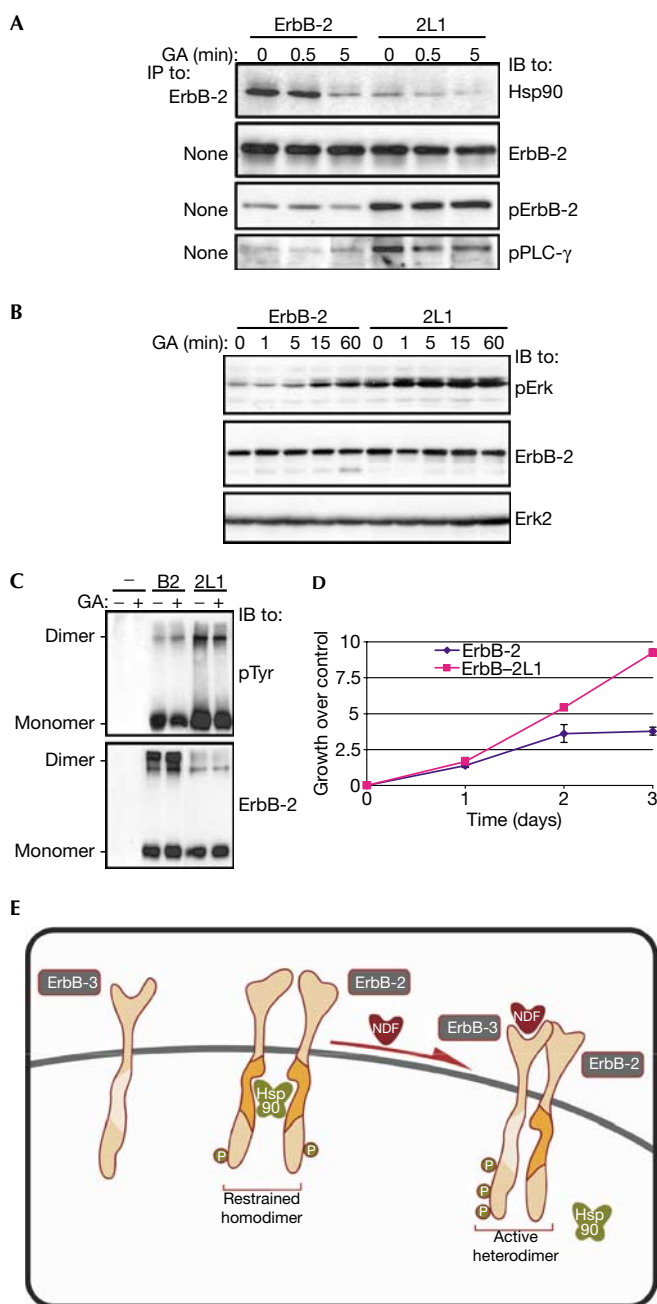 A
ErbB-2 2L1
GA (min): 0 0.5 5 0 0.5 5
IP to: IB to:
ErbB-2 Hsp90
None ErbB-2
None pErbB-2
None pPLC-γ
B
ErbB-2 2L1
GA (min): 0 1 5 15 60 0 1 5 15 60
IB to:
pErk
ErbB-2
Erk2
C
– B2 2L1
GA: – + – + – + IB to:
Dimer
pTyr
Monomer
Dimer
ErbB-2
Monomer
D
Growth over control
10
7.5
5
2.5
0
ErbB-2
ErbB–2L1
0 1 2 3
Time (days)
E
ErbB-3
ErbB-2
NDF
Hsp
90
P P
Restrained
homodimer
ErbB-3
NDF
ErbB-2
P
P
P
Hsp
90
Active
heterodimer